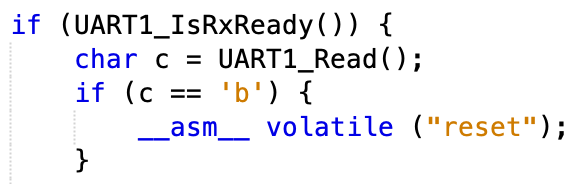 if (UART1_IsRxReady()) {
    char c = UART1_Read();
    if (c == 'b') {
        __asm__ volatile ("reset");
    }